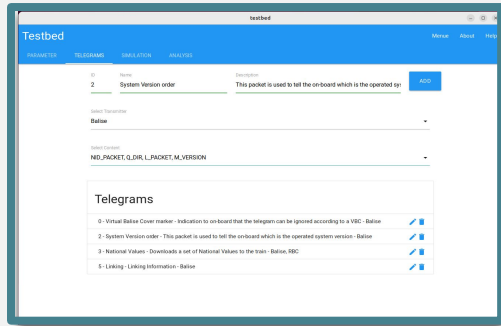 testbed
Testbed
Menue About Help
PARAMETER TELEGRAMS SIMULATION ANALYSIS
ID Name Description
2 System Version order This packet is used to tell the on-board which is the operated sys
ADD
Select Transmitter
Balise
Select Content
NID_PACKET, Q_DIR, L_PACKET, M_VERSION
Telegrams
0 - Virtual Balise Cover marker - Indication to on-board that the telegram can be ignored according to a VBC - Balise
2 - System Version order - This packet is used to tell the on-board which is the operated system version - Balise
3 - National Values - Downloads a set of National Values to the train - Balise, RBC
5 - Linking - Linking Information - Balise